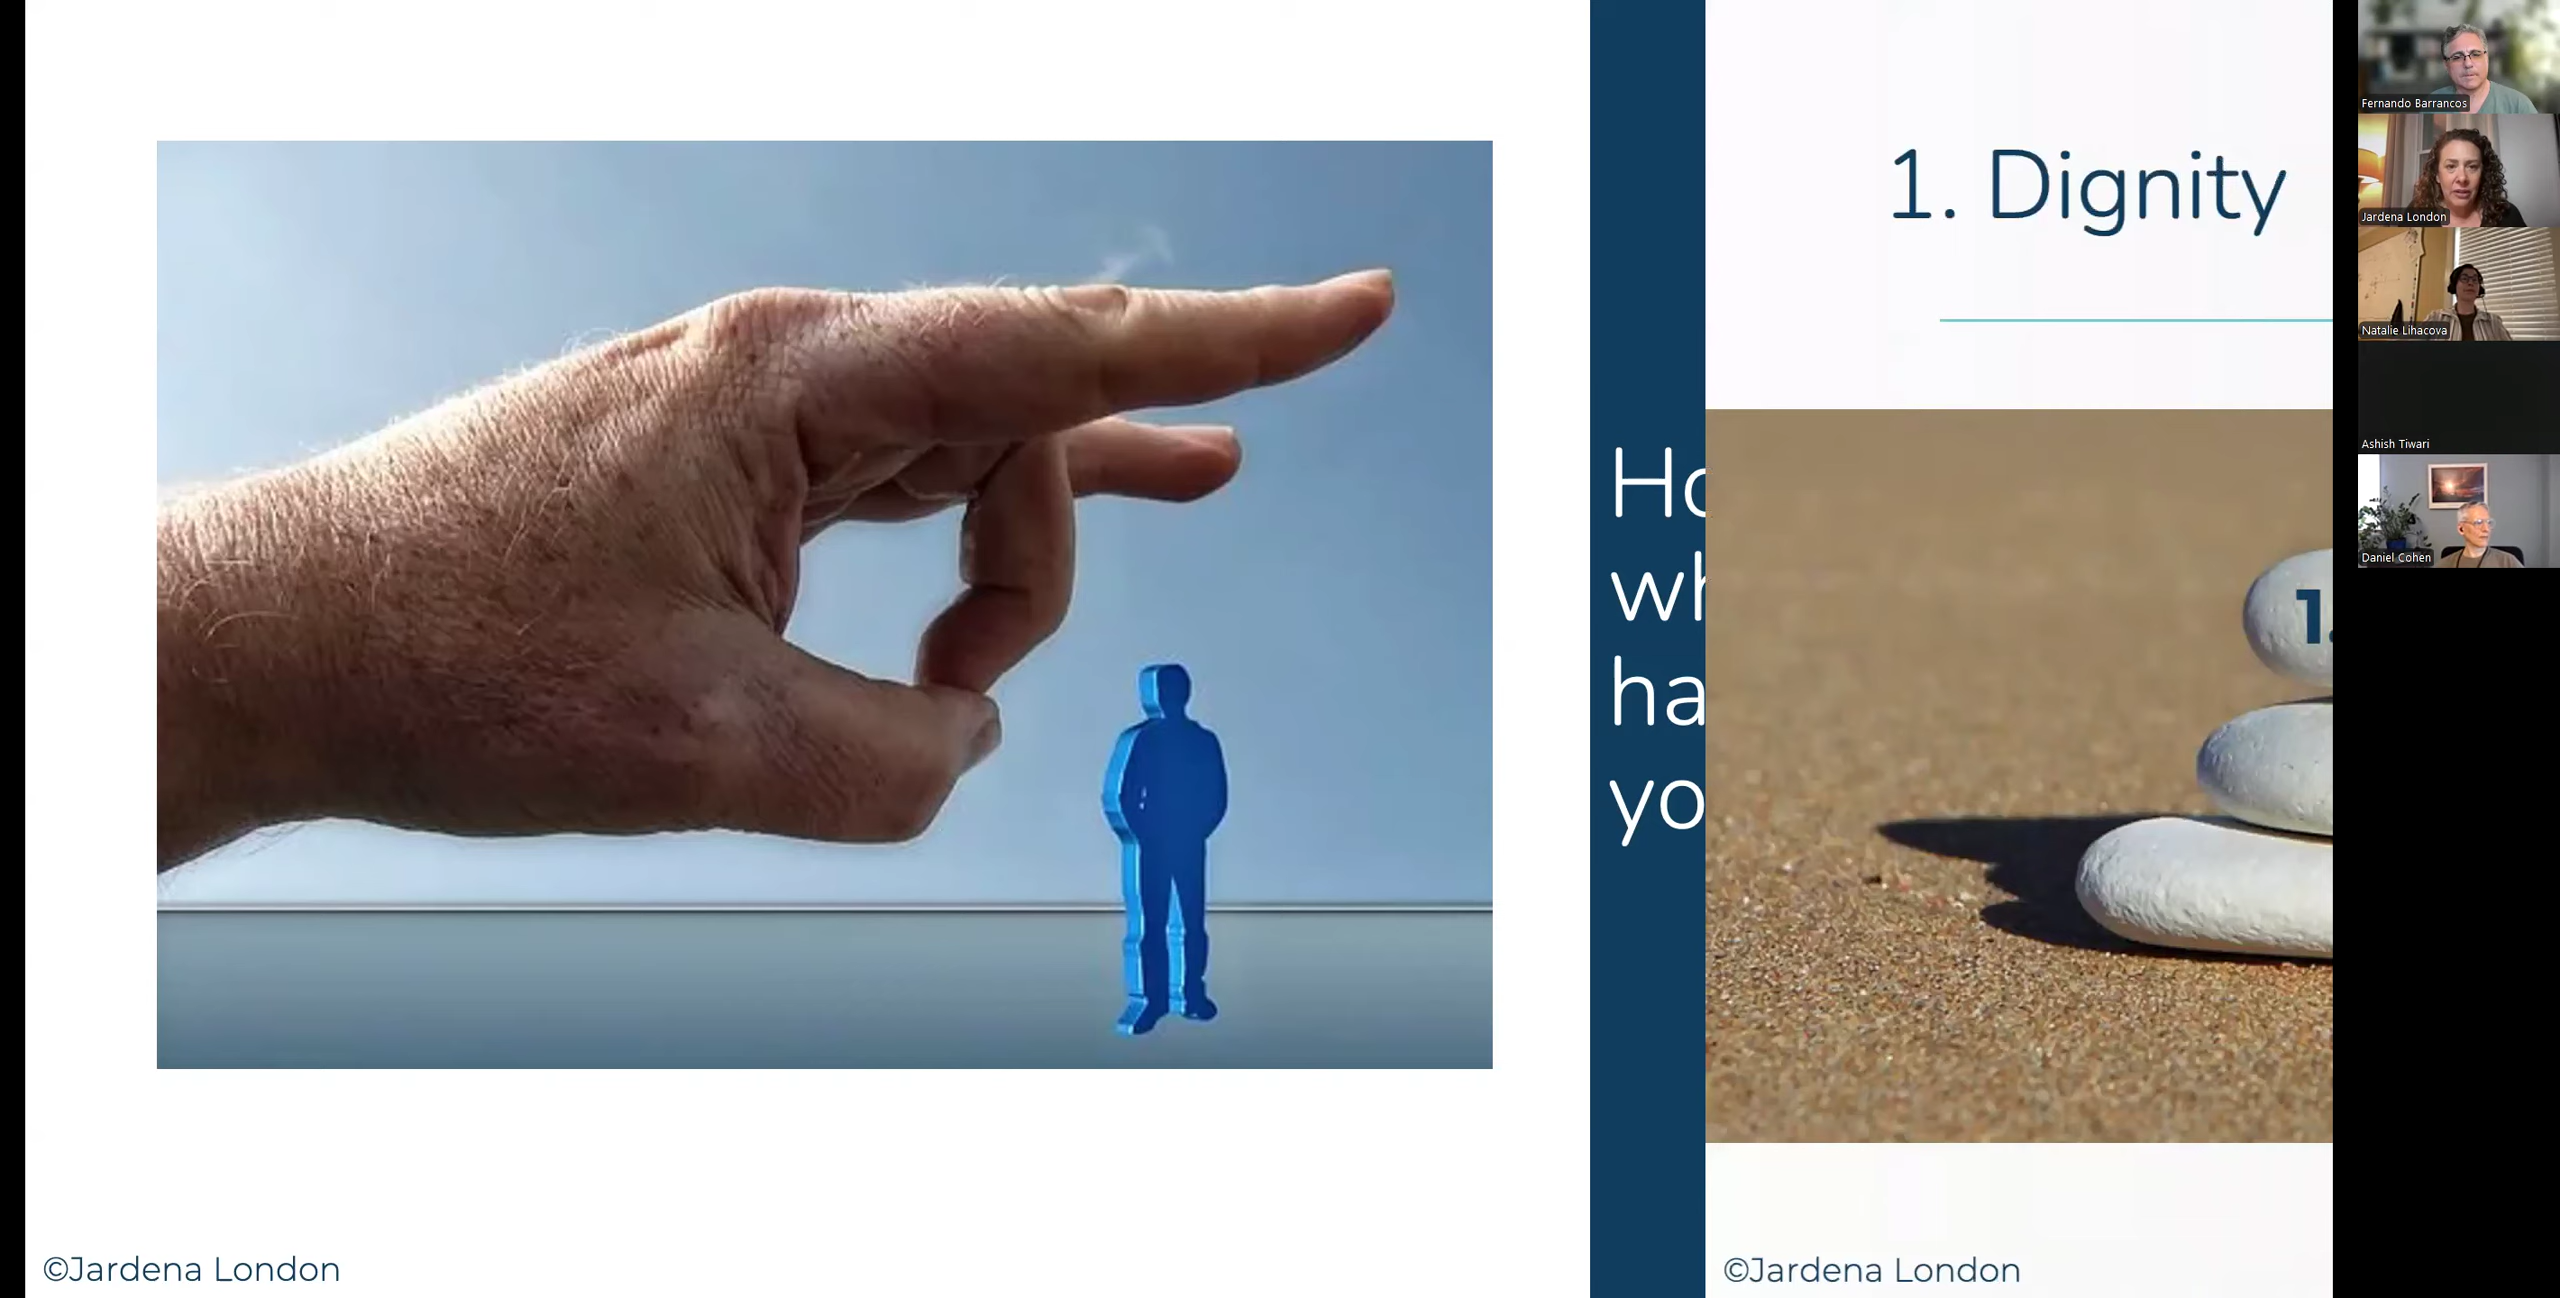 Ho
wh
ha
yo
©Jardena London
1. Dignity
1.
©Jardena London
Fernando Barrancos
Jardena London
Natalie Lihacova
Ashish Tiwari
Daniel Cohen